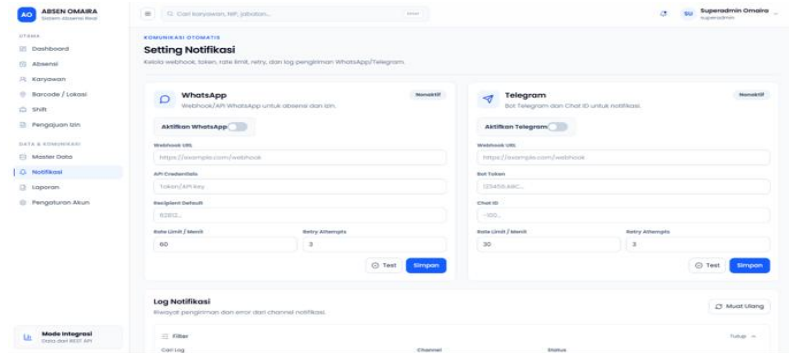 AO
ABSEN OMAIRA
Sistem Absensi Rawi
Cari karyawan, NIP, jabatan...
SU
Superadmin Omaira
superadmin
UTAMA
Dashboard
Absensi
Karyawan
Barcode / Lokasi
Shift
Pengajuan Izin
DATA & KOMUNIKASI
Master Data
Notifikasi
Laporan
Pengaturan Akun
Mode Integrasi
Data dari REST API
KOMUNIKASI OTOMATIS
Setting Notifikasi
Kelola webhook, token, rate limit, retry, dan log pengiriman WhatsApp/Telegram.
WhatsApp
Nonaktif
Webhook/API WhatsApp untuk absensi dan izin.
Aktifkan WhatsApp
Webhook URL
https://example.com/webhook
API Credentials
Token/API key
Recipient Default
62812...
Rate Limit / Menit
Retry Attempts
60
3
Test
Simpan
Telegram
Nonaktif
Bot Telegram dan Chat ID untuk notifikasi.
Aktifkan Telegram
Webhook URL
https://example.com/webhook
Bot Token
123456:ABC...
Chat ID
-100...
Rate Limit / Menit
Retry Attempts
30
3
Test
Simpan
Log Notifikasi
Riwayat pengiriman dan error dari channel notifikasi.
Muat Ulang
Filter
Tutup
Cari Log
Channel
Status